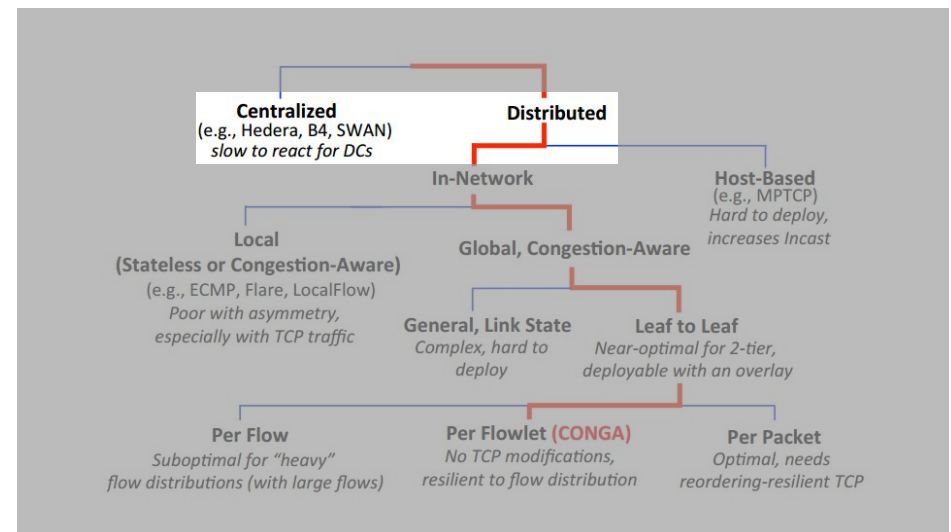 Centralized
(e.g., Hedera, B4, SWAN)
slow to react for DCs
Distributed
In-Network
Host-Based
(e.g., MPTCP)
Hard to deploy,
increases Incast
Local
(Stateless or Congestion-Aware)
(e.g., ECMP, Flare, LocalFlow)
Poor with asymmetry,
especially with TCP traffic
Global, Congestion-Aware
General, Link State
Complex, hard to
deploy
Leaf to Leaf
Near-optimal for 2-tier,
deployable with an overlay
Per Flow
Suboptimal for “heavy”
flow distributions (with large flows)
Per Flowlet (CONGA)
No TCP modifications,
resilient to flow distribution
Per Packet
Optimal, needs
reordering-resilient TCP